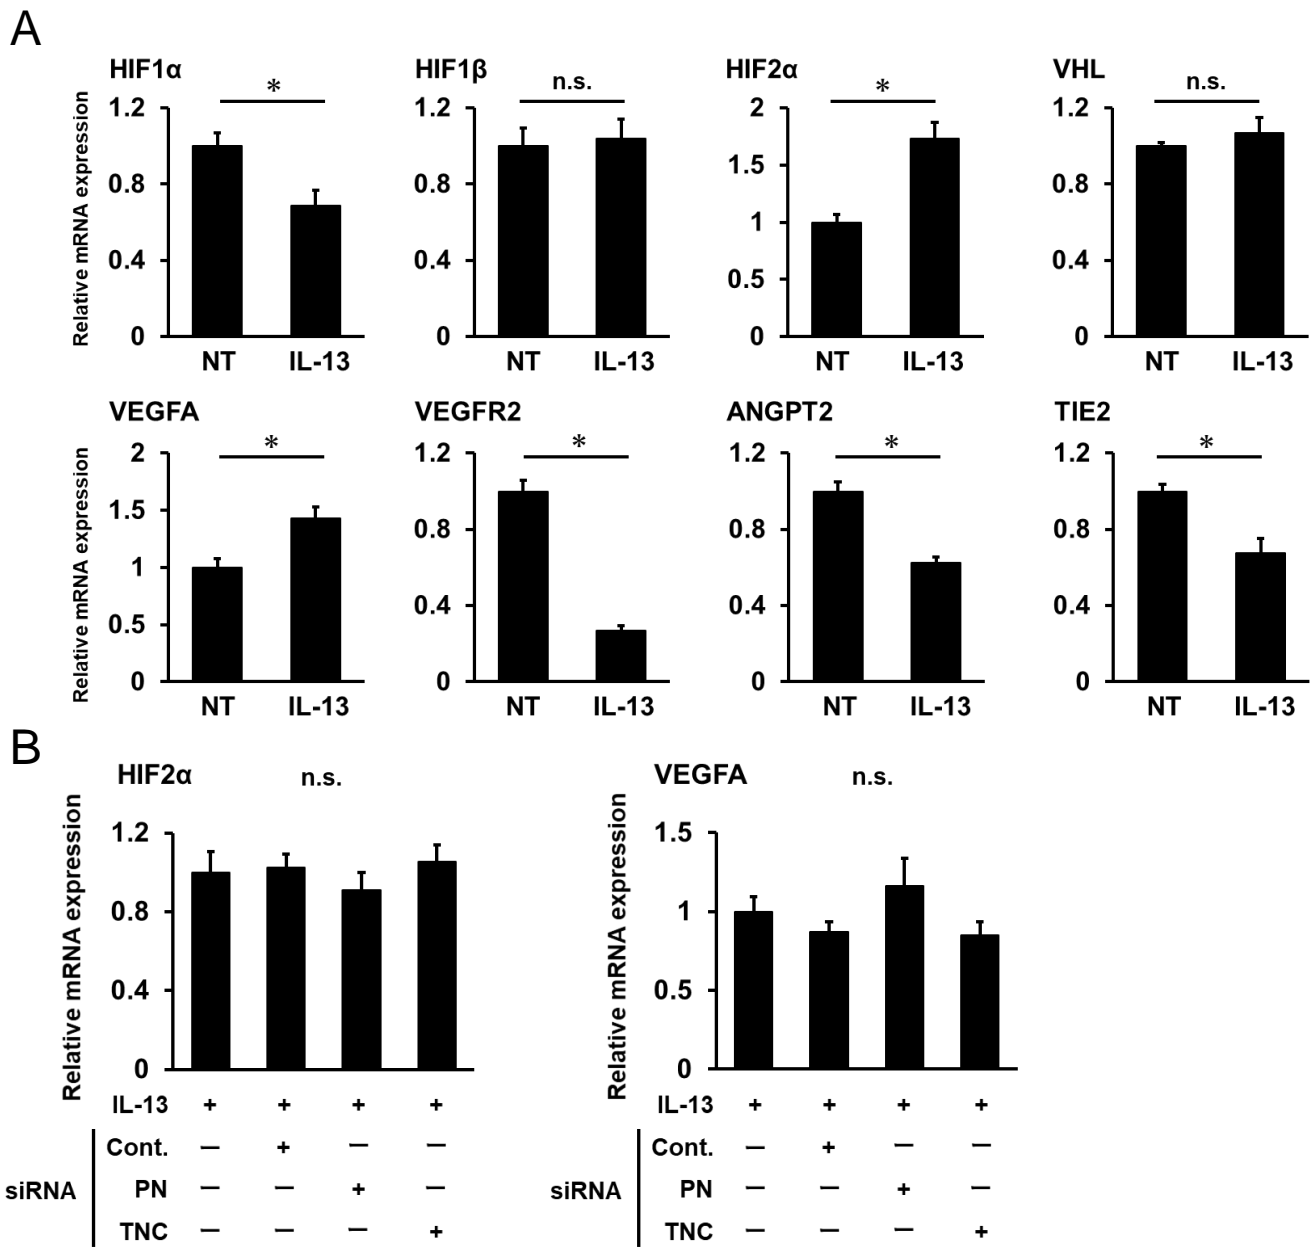 A
HIF1α HIF1β HIF2α VHL
* n.s. * n.s.
Relative mRNA expression
1.2 1.2 2 1.2
0.8 0.8 1.5 0.8
0.4 0.4 1 0.4
0 0 0.5 0
0
NT IL-13 NT IL-13 NT IL-13 NT IL-13
VEGFA VEGFR2 ANGPT2 TIE2
* * * *
Relative mRNA expression
2 1.2 1.2 1.2
1.5 0.8 0.8 0.8
1 0.4 0.4 0.4
0.5 0 0 0
0
NT IL-13 NT IL-13 NT IL-13 NT IL-13
B
HIF2α n.s.
Relative mRNA expression
1.2
0.8
0.4
0
IL-13 + + + +
siRNA
Cont. — + — —
PN — — + —
TNC — — — +
VEGFA n.s.
Relative mRNA expression
1.5
1
0.5
0
IL-13 + + + +
siRNA
Cont. — + — —
PN — — + —
TNC — — — +